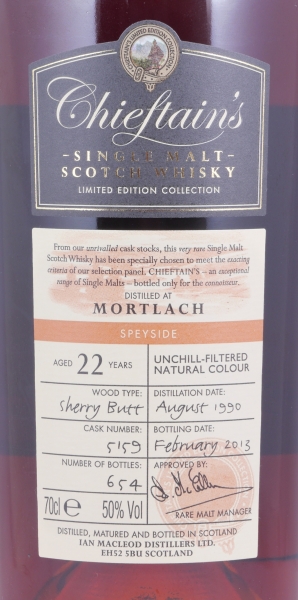 CHIEFTAIN'S LIMITED EDITION COLLECTION
Chieftain's
- SINGLE MALT -
SCOTCH WHISKY
LIMITED EDITION COLLECTION
From our unrivalled cask stocks, this very rare Single Malt
Scotch Whisky has been specially chosen to meet the exacting
criteria of our selection panel. CHIEFTAIN'S – an exceptional
range of Single Malts – bottled only for the connoisseur.
DISTILLED AT
MORTLACH
SPEYSIDE
AGED 22 YEARS
UNCHILL-FILTERED
NATURAL COLOUR
WOOD TYPE:
Sherry Butt
DISTILLATION DATE:
August 1990
CASK NUMBER:
5159
BOTTLING DATE:
February 2013
NUMBER OF BOTTLES:
654
APPROVED BY:
70cl e 50% Vol
RARE MALT MANAGER
DISTILLED, MATURED AND BOTTLED IN SCOTLAND
IAN MACLEOD DISTILLERS LTD.
EH52 5BU SCOTLAND